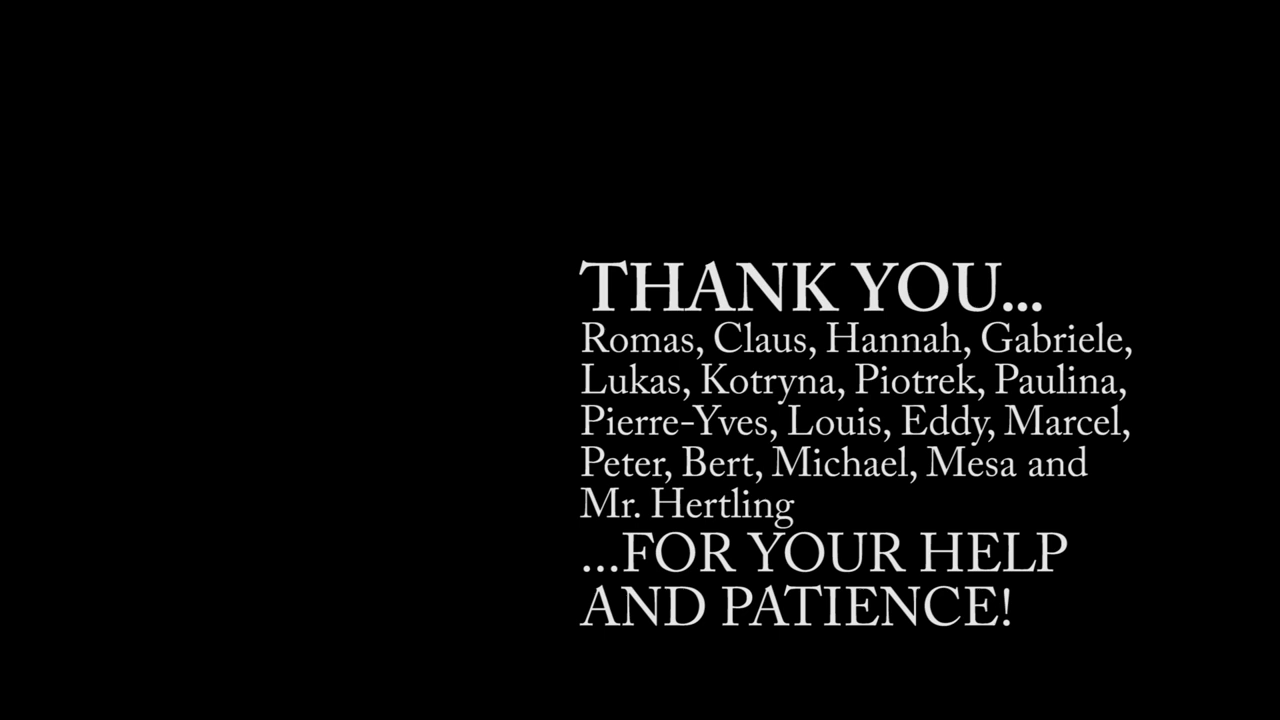 THANK YOU...
Romas, Claus, Hannah, Gabriele,
Lukas, Kotryna, Piotrek, Paulina,
Pierre-Yves, Louis, Eddy, Marcel,
Peter, Bert, Michael, Mesa and
Mr. Hertling
...FOR YOUR HELP
AND PATIENCE!